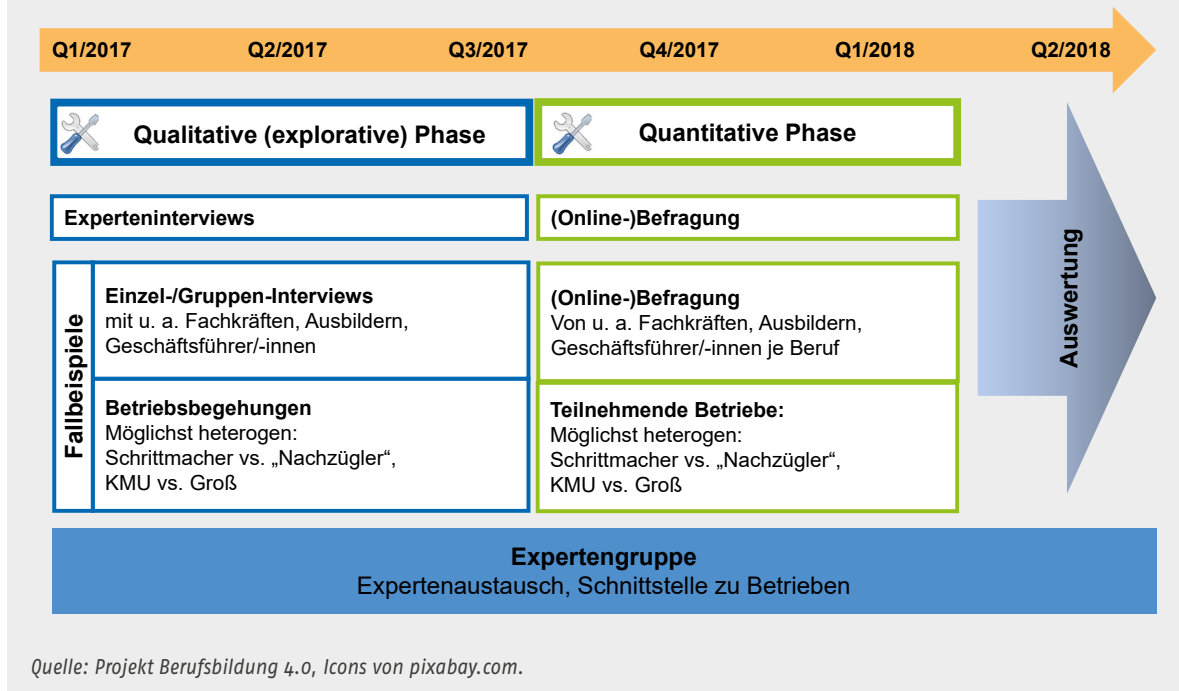 Q1/2017 Q2/2017 Q3/2017 Q4/2017 Q1/2018 Q2/2018
Qualitative (explorative) Phase
Quantitative Phase
Experteninterviews
(Online-)Befragung
Fallbeispiele
Einzel-/Gruppen-Interviews
mit u. a. Fachkräften, Ausbildern,
Geschäftsführer/-innen
(Online-)Befragung
Von u. a. Fachkräften, Ausbildern,
Geschäftsführer/-innen je Beruf
Betriebsbegehungen
Möglichst heterogen:
Schrittmacher vs. „Nachzügler“,
KMU vs. Groß
Teilnehmende Betriebe:
Möglichst heterogen:
Schrittmacher vs. „Nachzügler“,
KMU vs. Groß
Auswertung
Expertengruppe
Expertenaustausch, Schnittstelle zu Betrieben
Quelle: Projekt Berufsbildung 4.0, Icons von pixabay.com.